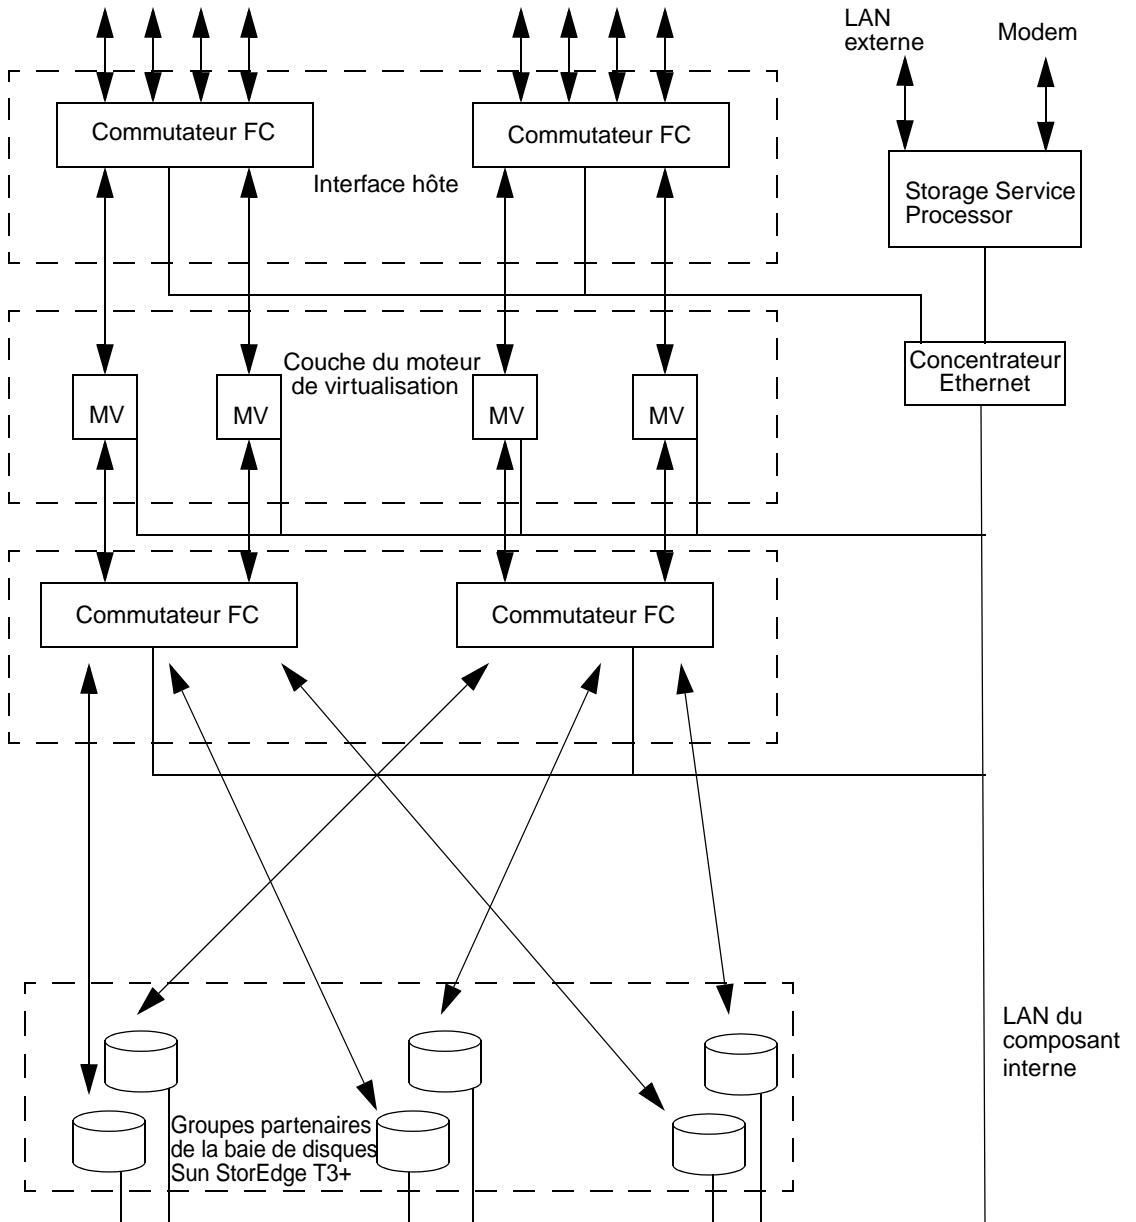 LAN
externe
Modem
Commutateur FC
Commutateur FC
Interface hôte
Storage Service
Processor
Couche du moteur
de virtualisation
Concentrateur
Ethernet
MV
MV
MV
MV
Commutateur FC
Commutateur FC
LAN du
composant
interne
Groupes partenaires
de la baie de disques
Sun StorEdge T3+